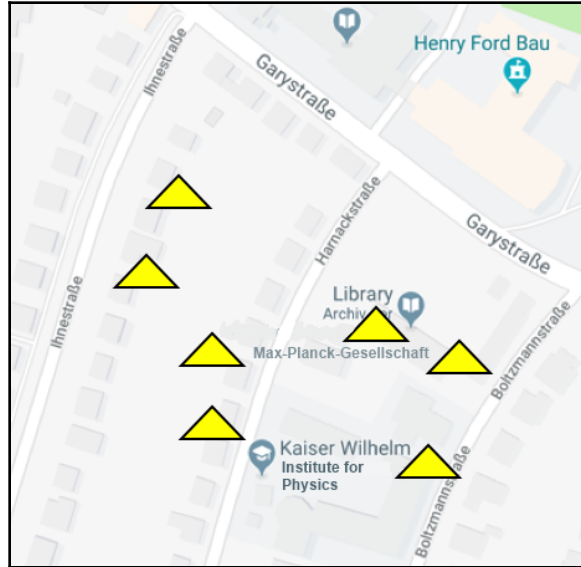 Henry Ford Bau
Ihnestraße
Garystraße
Harnackstraße
Garystraße
Library
Ihnestraße
Max-Planck-Gesellschaft
Boltzmannstraße
Kaiser Wilhelm
Institute for
Physics
Boltzmannstraße